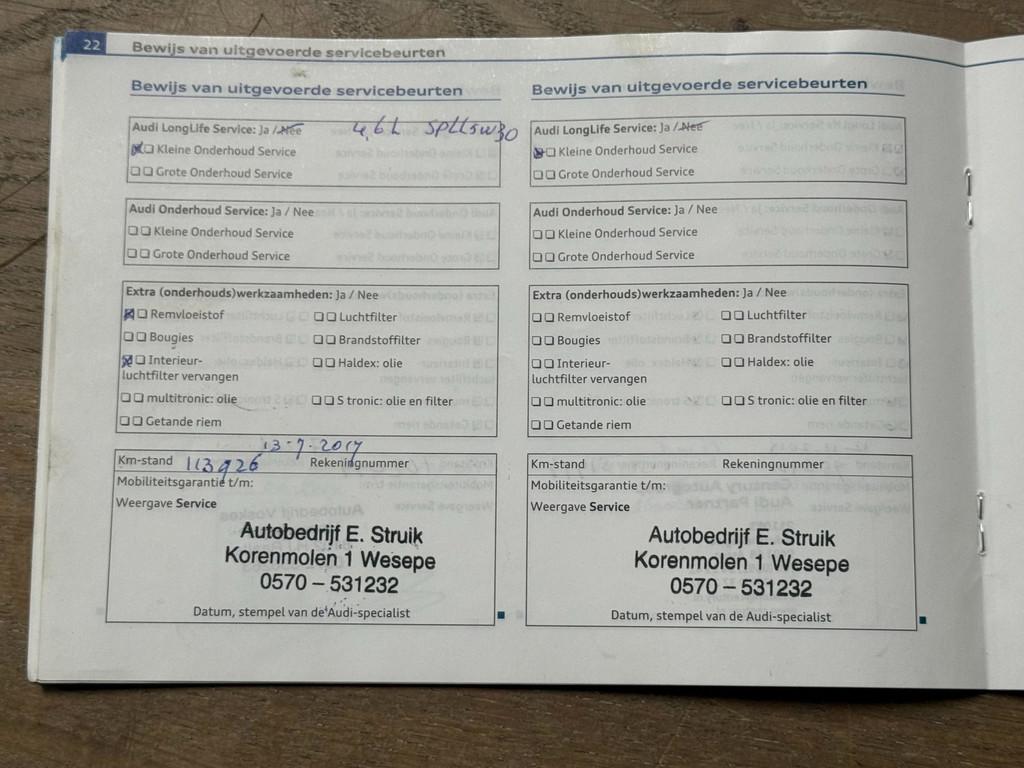 22 Bewijs van uitgevoerde servicebeurten
Bewijs van uitgevoerde servicebeurten
Audi LongLife Service: Ja / Nee 4,6 L SPLL 5W30
Kleine Onderhoud Service
Grote Onderhoud Service
Audi Onderhoud Service: Ja / Nee
Kleine Onderhoud Service
Grote Onderhoud Service
Extra (onderhouds)werkzaamheden: Ja / Nee
Remvloeistof Luchtfilter
Bougies Brandstoffilter
Interieur- Haldex: olie
luchtfilter vervangen
multitronic: olie S tronic: olie en filter
Getande riem
13-7-2017
Km-stand 113926 Rekeningnummer
Mobiliteitsgarantie t/m:
Weergave Service
Autobedrijf E. Struik
Korenmolen 1 Wesepe
0570 – 531232
Datum, stempel van de Audi-specialist
Bewijs van uitgevoerde servicebeurten
Audi LongLife Service: Ja / Nee
Kleine Onderhoud Service
Grote Onderhoud Service
Audi Onderhoud Service: Ja / Nee
Kleine Onderhoud Service
Grote Onderhoud Service
Extra (onderhouds)werkzaamheden: Ja / Nee
Remvloeistof Luchtfilter
Bougies Brandstoffilter
Interieur- Haldex: olie
luchtfilter vervangen
multitronic: olie S tronic: olie en filter
Getande riem
Km-stand Rekeningnummer
Mobiliteitsgarantie t/m:
Weergave Service
Autobedrijf E. Struik
Korenmolen 1 Wesepe
0570 – 531232
Datum, stempel van de Audi-specialist